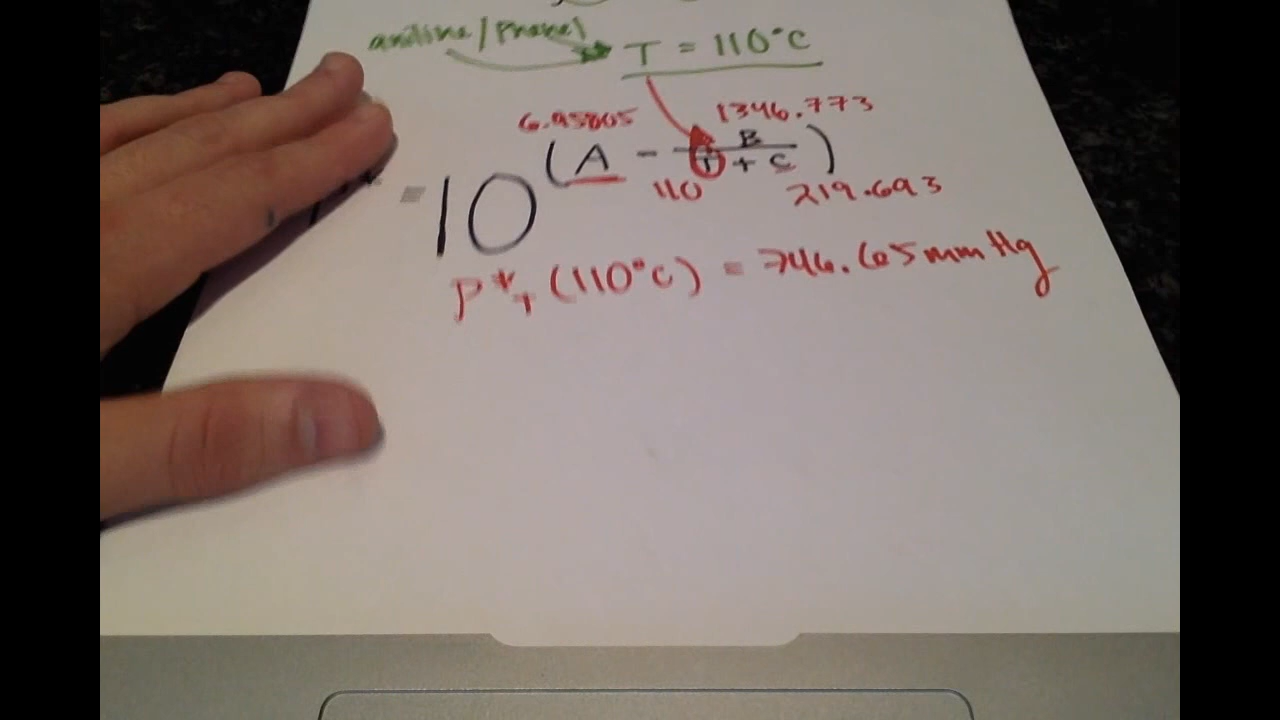 aniline/Phenol
T = 110°C
6.95805 1346.773
= 10^(A - B/(T + C))
110 219.693
P*T (110°C) = 746.65 mm Hg